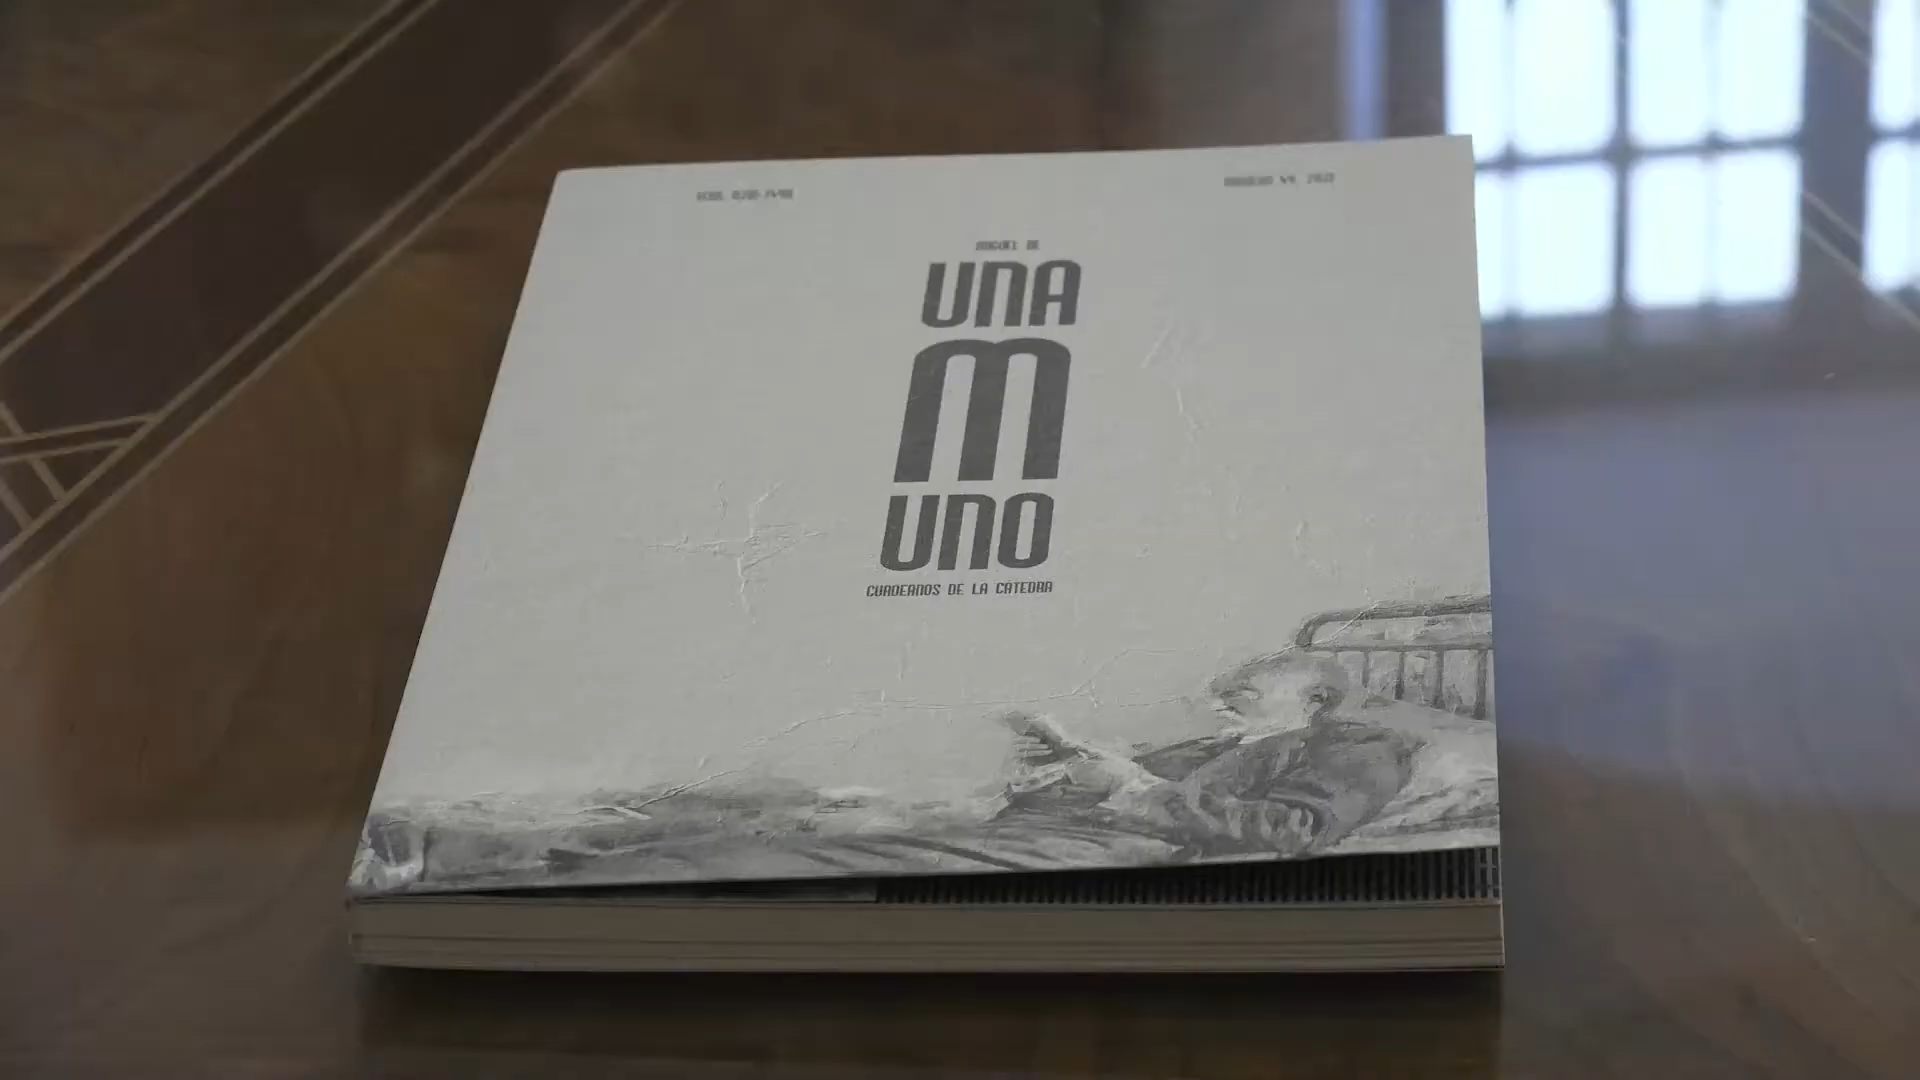 MIGUEL DE
UNA
M
UNO
CUADERNOS DE LA CÁTEDRA